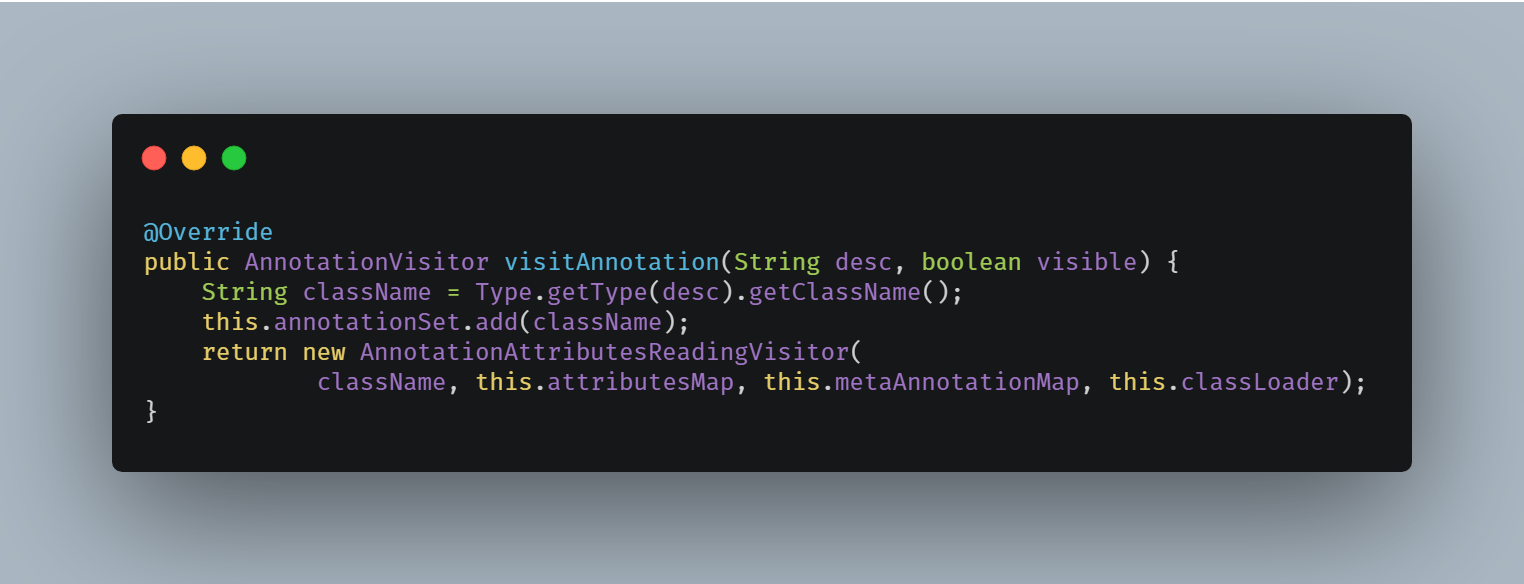 @Override
public AnnotationVisitor visitAnnotation(String desc, boolean visible) {
    String className = Type.getType(desc).getClassName();
    this.annotationSet.add(className);
    return new AnnotationAttributesReadingVisitor(
            className, this.attributesMap, this.metaAnnotationMap, this.classLoader);
}